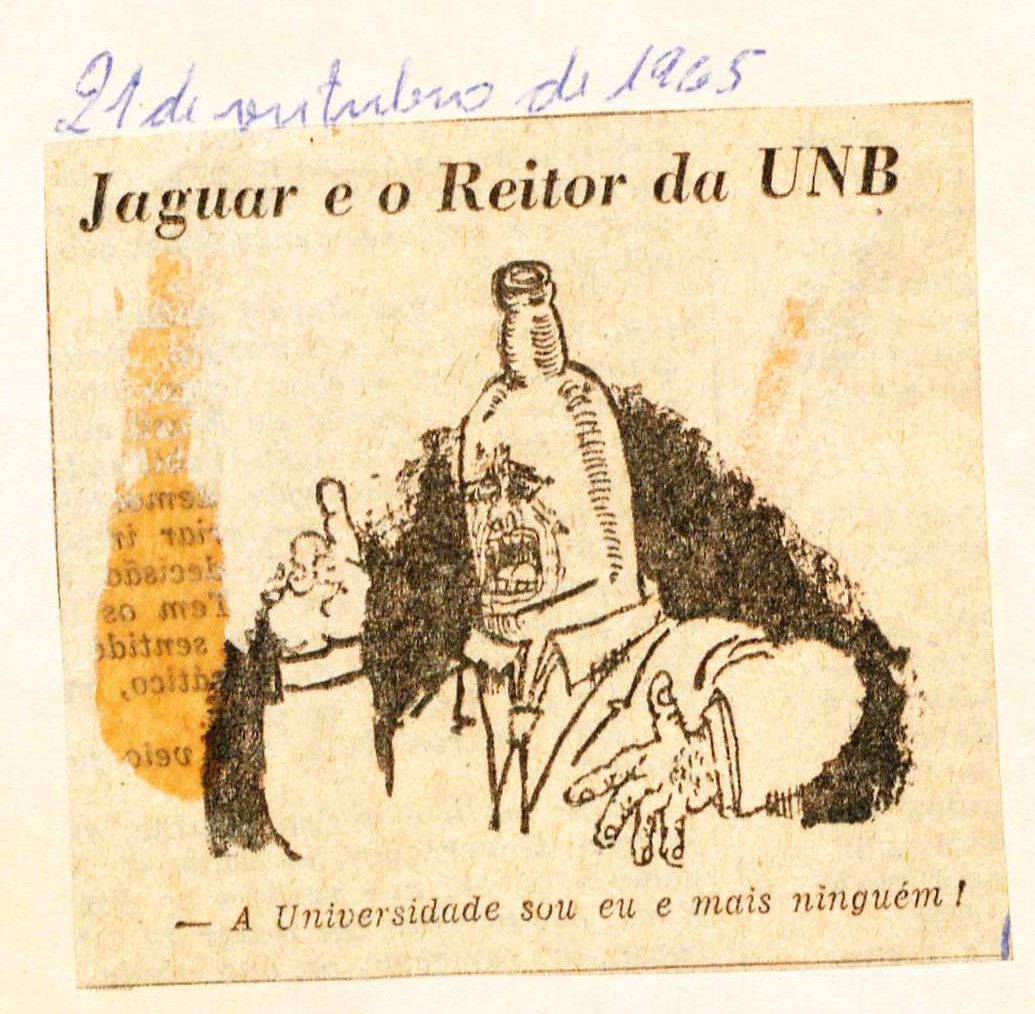 21 de outubro de 1965
Jaguar e o Reitor da UNB
— A Universidade sou eu e mais ninguém!